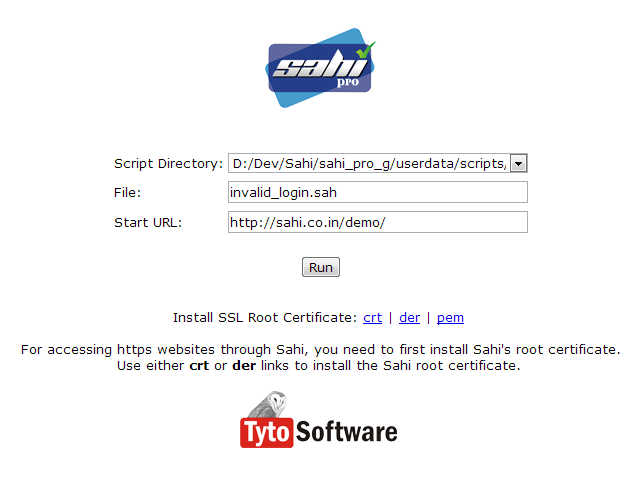 sahi
pro
Script Directory: D:/Dev/Sahi/sahi_pro_g/userdata/scripts/
File: invalid_login.sah
Start URL: http://sahi.co.in/demo/
Run
Install SSL Root Certificate: crt | der | pem
For accessing https websites through Sahi, you need to first install Sahi's root certificate.
Use either crt or der links to install the Sahi root certificate.
Tyto Software